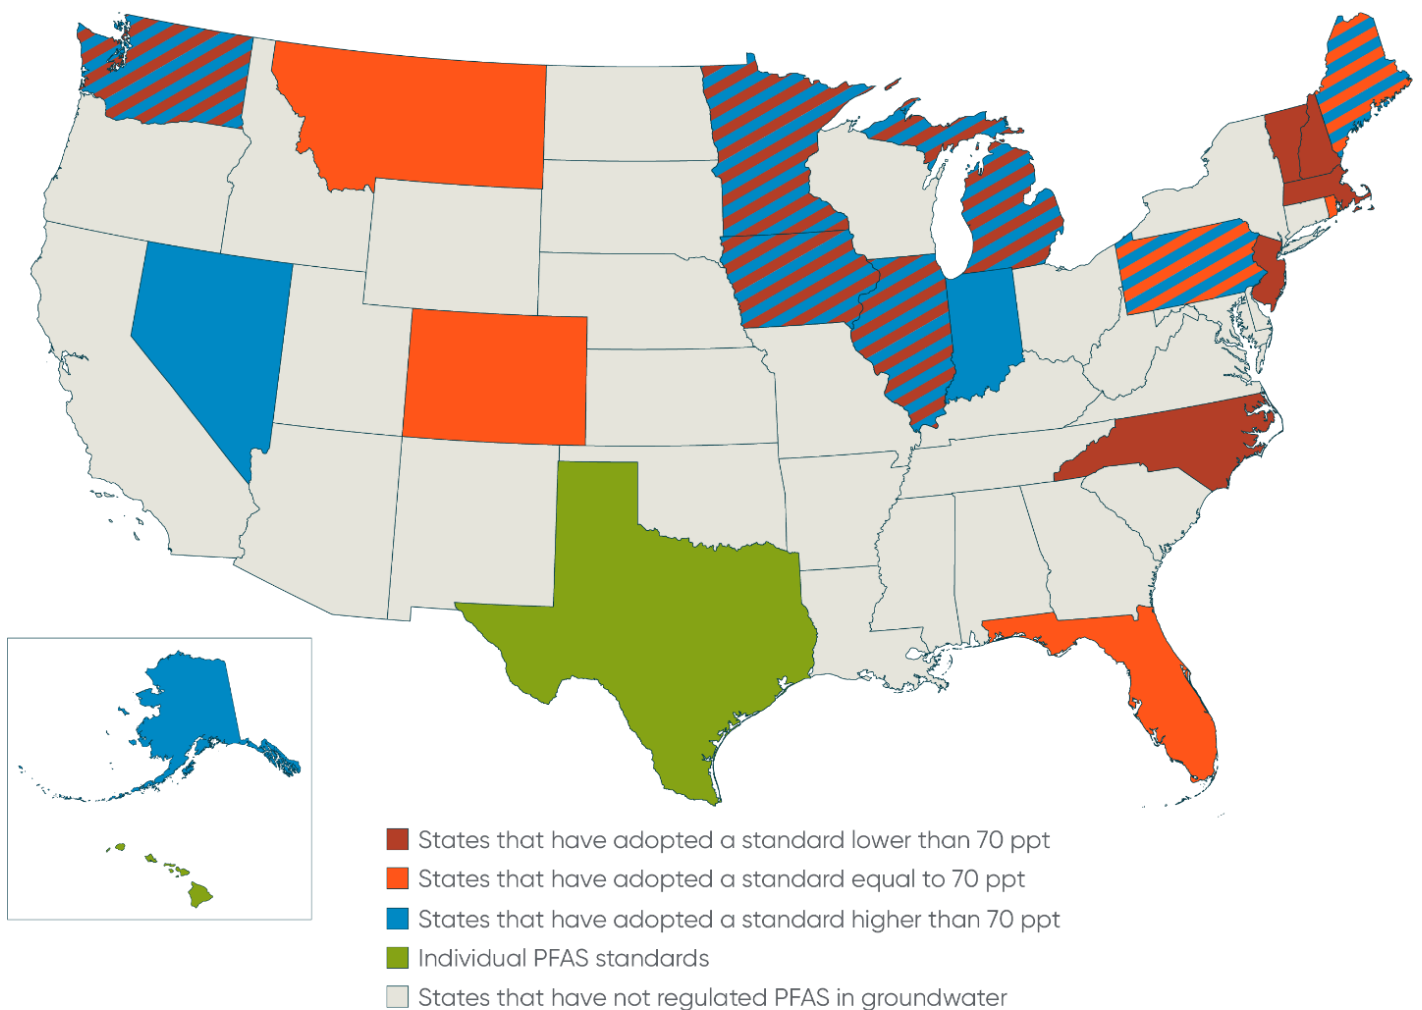 States that have adopted a standard lower than 70 ppt
States that have adopted a standard equal to 70 ppt
States that have adopted a standard higher than 70 ppt
Individual PFAS standards
States that have not regulated PFAS in groundwater